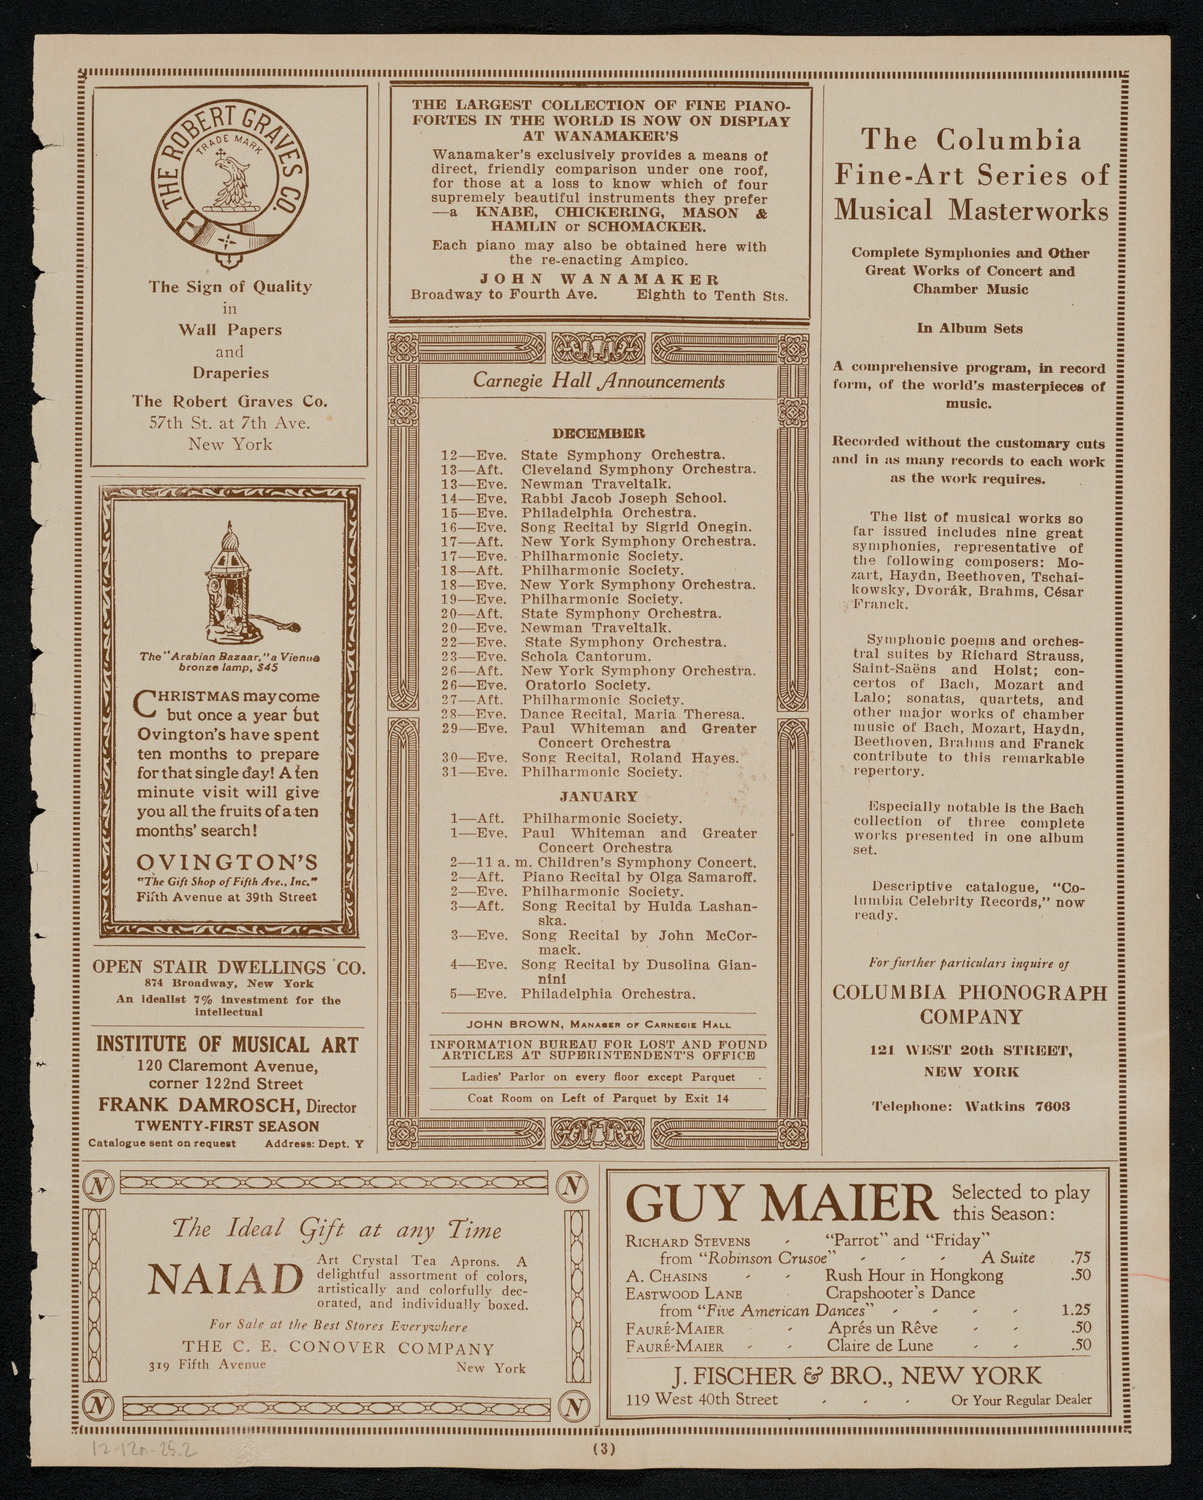 THE ROBERT GRAVES CO.
TRADE MARK
The Sign of Quality
in
Wall Papers
and
Draperies
The Robert Graves Co.
57th St. at 7th Ave.
New York
The "Arabian Bazaar," a Vienna
bronze lamp, $45
CHRISTMAS may come
but once a year but
Ovington's have spent
ten months to prepare
for that single day! A ten
minute visit will give
you all the fruits of a ten
months' search!
OVINGTON'S
"The Gift Shop of Fifth Ave., Inc."
Fifth Avenue at 39th Street
OPEN STAIR DWELLINGS CO.
874 Broadway, New York
An idealist 7% investment for the
intellectual
INSTITUTE OF MUSICAL ART
120 Claremont Avenue,
corner 122nd Street
FRANK DAMROSCH, Director
TWENTY-FIRST SEASON
Catalogue sent on request Address: Dept. Y
THE LARGEST COLLECTION OF FINE PIANO-
FORTES IN THE WORLD IS NOW ON DISPLAY
AT WANAMAKER'S
Wanamaker's exclusively provides a means of
direct, friendly comparison under one roof,
for those at a loss to know which of four
supremely beautiful instruments they prefer
—a KNABE, CHICKERING, MASON &
HAMLIN or SCHOMACKER.
Each piano may also be obtained here with
the re-enacting Ampico.
JOHN WANAMAKER
Broadway to Fourth Ave. Eighth to Tenth Sts.
Carnegie Hall Announcements
DECEMBER
12—Eve. State Symphony Orchestra.
13—Aft. Cleveland Symphony Orchestra.
13—Eve. Newman Traveltalk.
14—Eve. Rabbi Jacob Joseph School.
15—Eve. Philadelphia Orchestra.
16—Eve. Song Recital by Sigrid Onegin.
17—Aft. New York Symphony Orchestra.
17—Eve. Philharmonic Society.
18—Aft. Philharmonic Society.
18—Eve. New York Symphony Orchestra.
19—Eve. Philharmonic Society.
20—Aft. State Symphony Orchestra.
20—Eve. Newman Traveltalk.
22—Eve. State Symphony Orchestra.
23—Eve. Schola Cantorum.
26—Aft. New York Symphony Orchestra.
26—Eve. Oratorio Society.
27—Aft. Philharmonic Society.
28—Eve. Dance Recital, Maria Theresa.
29—Eve. Paul Whiteman and Greater
Concert Orchestra
30—Eve. Song Recital, Roland Hayes.
31—Eve. Philharmonic Society.
JANUARY
1—Aft. Philharmonic Society.
1—Eve. Paul Whiteman and Greater
Concert Orchestra
2—11 a. m. Children's Symphony Concert.
2—Aft. Piano Recital by Olga Samaroff.
2—Eve. Philharmonic Society.
3—Aft. Song Recital by Hulda Lashan-
ska.
3—Eve. Song Recital by John McCor-
mack.
4—Eve. Song Recital by Dusolina Gian-
nini
5—Eve. Philadelphia Orchestra.
JOHN BROWN, MANAGER OF CARNEGIE HALL
INFORMATION BUREAU FOR LOST AND FOUND
ARTICLES AT SUPERINTENDENT'S OFFICE
Ladies' Parlor on every floor except Parquet
Coat Room on Left of Parquet by Exit 14
The Columbia
Fine-Art Series of
Musical Masterworks
Complete Symphonies and Other
Great Works of Concert and
Chamber Music
In Album Sets
A comprehensive program, in record
form, of the world's masterpieces of
music.
Recorded without the customary cuts
and in as many records to each work
as the work requires.
The list of musical works so
far issued includes nine great
symphonies, representative of
the following composers: Mo-
zart, Haydn, Beethoven, Tschai-
kowsky, Dvorák, Brahms, César
Franck.
Symphonic poems and orches-
tral suites by Richard Strauss,
Saint-Saëns and Holst; con-
certos of Bach, Mozart and
Lalo; sonatas, quartets, and
other major works of chamber
music of Bach, Mozart, Haydn,
Beethoven, Brahms and Franck
contribute to this remarkable
repertory.
Especially notable is the Bach
collection of three complete
works presented in one album
set.
Descriptive catalogue, "Co-
lumbia Celebrity Records," now
ready.
For further particulars inquire of
COLUMBIA PHONOGRAPH
COMPANY
121 WEST 20th STREET,
NEW YORK
Telephone: Watkins 7603
N N
The Ideal Gift at any Time
NAIAD
Art Crystal Tea Aprons. A
delightful assortment of colors,
artistically and colorfully dec-
orated, and individually boxed.
For Sale at the Best Stores Everywhere
THE C. E. CONOVER COMPANY
319 Fifth Avenue New York
N N
GUY MAIER Selected to play
this Season:
RICHARD STEVENS - "Parrot" and "Friday"
from "Robinson Crusoe" - - - A Suite .75
A. CHASINS - - Rush Hour in Hongkong .50
EASTWOOD LANE Crapshooter's Dance
from "Five American Dances" - - - - 1.25
FAURÉ-MAIER - Aprés un Rêve - - .50
FAURÉ-MAIER - - Claire de Lune - - .50
J. FISCHER & BRO., NEW YORK
119 West 40th Street - - - Or Your Regular Dealer
(3)
12-12a-25.2